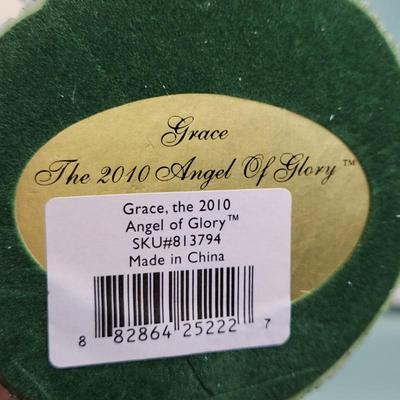 Grace
The 2010 Angel Of Glory™
Grace, the 2010
Angel of Glory™
SKU#813794
Made in China
8 82864 25222 7